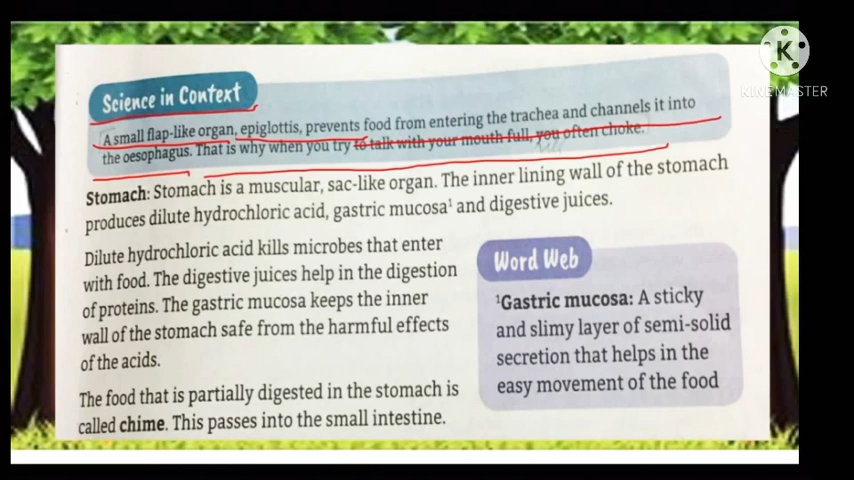 K
KINEMASTER
Science in Context
A small flap-like organ, epiglottis, prevents food from entering the trachea and channels it into
the oesophagus. That is why when you try to talk with your mouth full, you often choke.
Stomach: Stomach is a muscular, sac-like organ. The inner lining wall of the stomach
produces dilute hydrochloric acid, gastric mucosa¹ and digestive juices.
Dilute hydrochloric acid kills microbes that enter
with food. The digestive juices help in the digestion
of proteins. The gastric mucosa keeps the inner
wall of the stomach safe from the harmful effects
of the acids.
The food that is partially digested in the stomach is
called chime. This passes into the small intestine.
Word Web
¹Gastric mucosa: A sticky
and slimy layer of semi-solid
secretion that helps in the
easy movement of the food